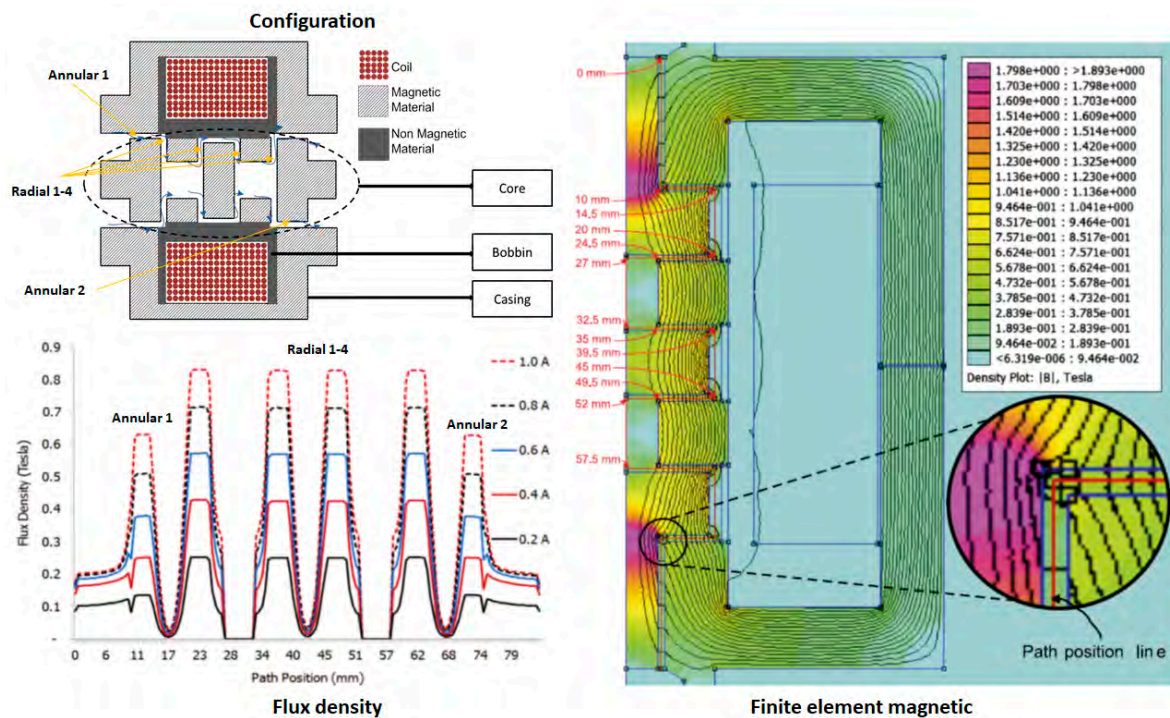 Configuration
Annular 1
Coil
Magnetic
Material
Non Magnetic
Material
Radial 1-4
Core
Bobbin
Annular 2
Casing
Radial 1-4
0.9
0.8
0.7
0.6
0.5
0.4
0.3
0.2
0.1
-
Flux Density (Tesla)
Annular 1
Annular 2
1.0 A
0.8 A
0.6 A
0.4 A
0.2 A
0 6 11 17 23 28 34 36 40 45 51 57 62 68 74 79
Path Position (mm)
Flux density
0 mm
10 mm
14,5 mm
20 mm
24,5 mm
27 mm
32,5 mm
35 mm
39,5 mm
45 mm
49,5 mm
52 mm
57.5 mm
1.798e+000 : >1.893e+000
1.703e+000 : 1.798e+000
1.609e+000 : 1.703e+000
1.514e+000 : 1.609e+000
1.420e+000 : 1.514e+000
1.325e+000 : 1.420e+000
1.230e+000 : 1.325e+000
1.136e+000 : 1.230e+000
1.041e+000 : 1.136e+000
9.464e-001 : 1.041e+000
8.517e-001 : 9.464e-001
7.571e-001 : 8.517e-001
6.624e-001 : 7.571e-001
5.678e-001 : 6.624e-001
4.732e-001 : 5.678e-001
3.785e-001 : 4.732e-001
2.839e-001 : 3.785e-001
1.893e-001 : 2.839e-001
9.464e-002 : 1.893e-001
<6.319e-006 : 9.464e-002
Density Plot: |B|, Tesla
Path position line
Finite element magnetic